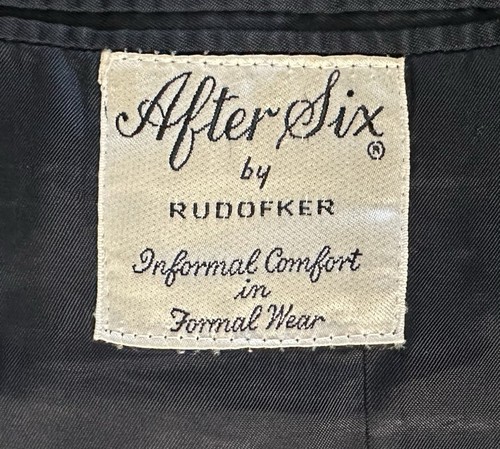 After Six ®
by
RUDOFKER
Informal Comfort
in
Formal Wear